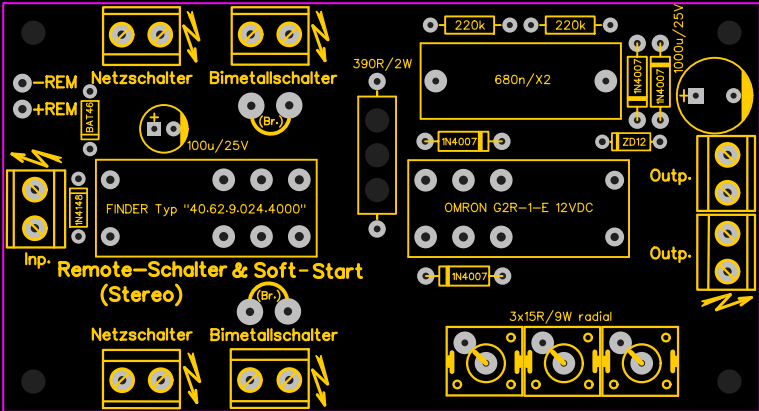 220k
220k
390R/2W
1000u/25V
Netzschalter
Bimetallschalter
680n/X2
1N4007
1N4007
-REM
+REM
BAT46
(Br.)
+
+
100u/25V
1N4007
ZD12
Outp.
1N4148
FINDER Typ "40.62.9.024.4000"
OMRON G2R-1-E 12VDC
Inp.
Outp.
Remote-Schalter & Soft-Start
(Stereo)
1N4007
(Br.)
3x15R/9W radial
Netzschalter
Bimetallschalter